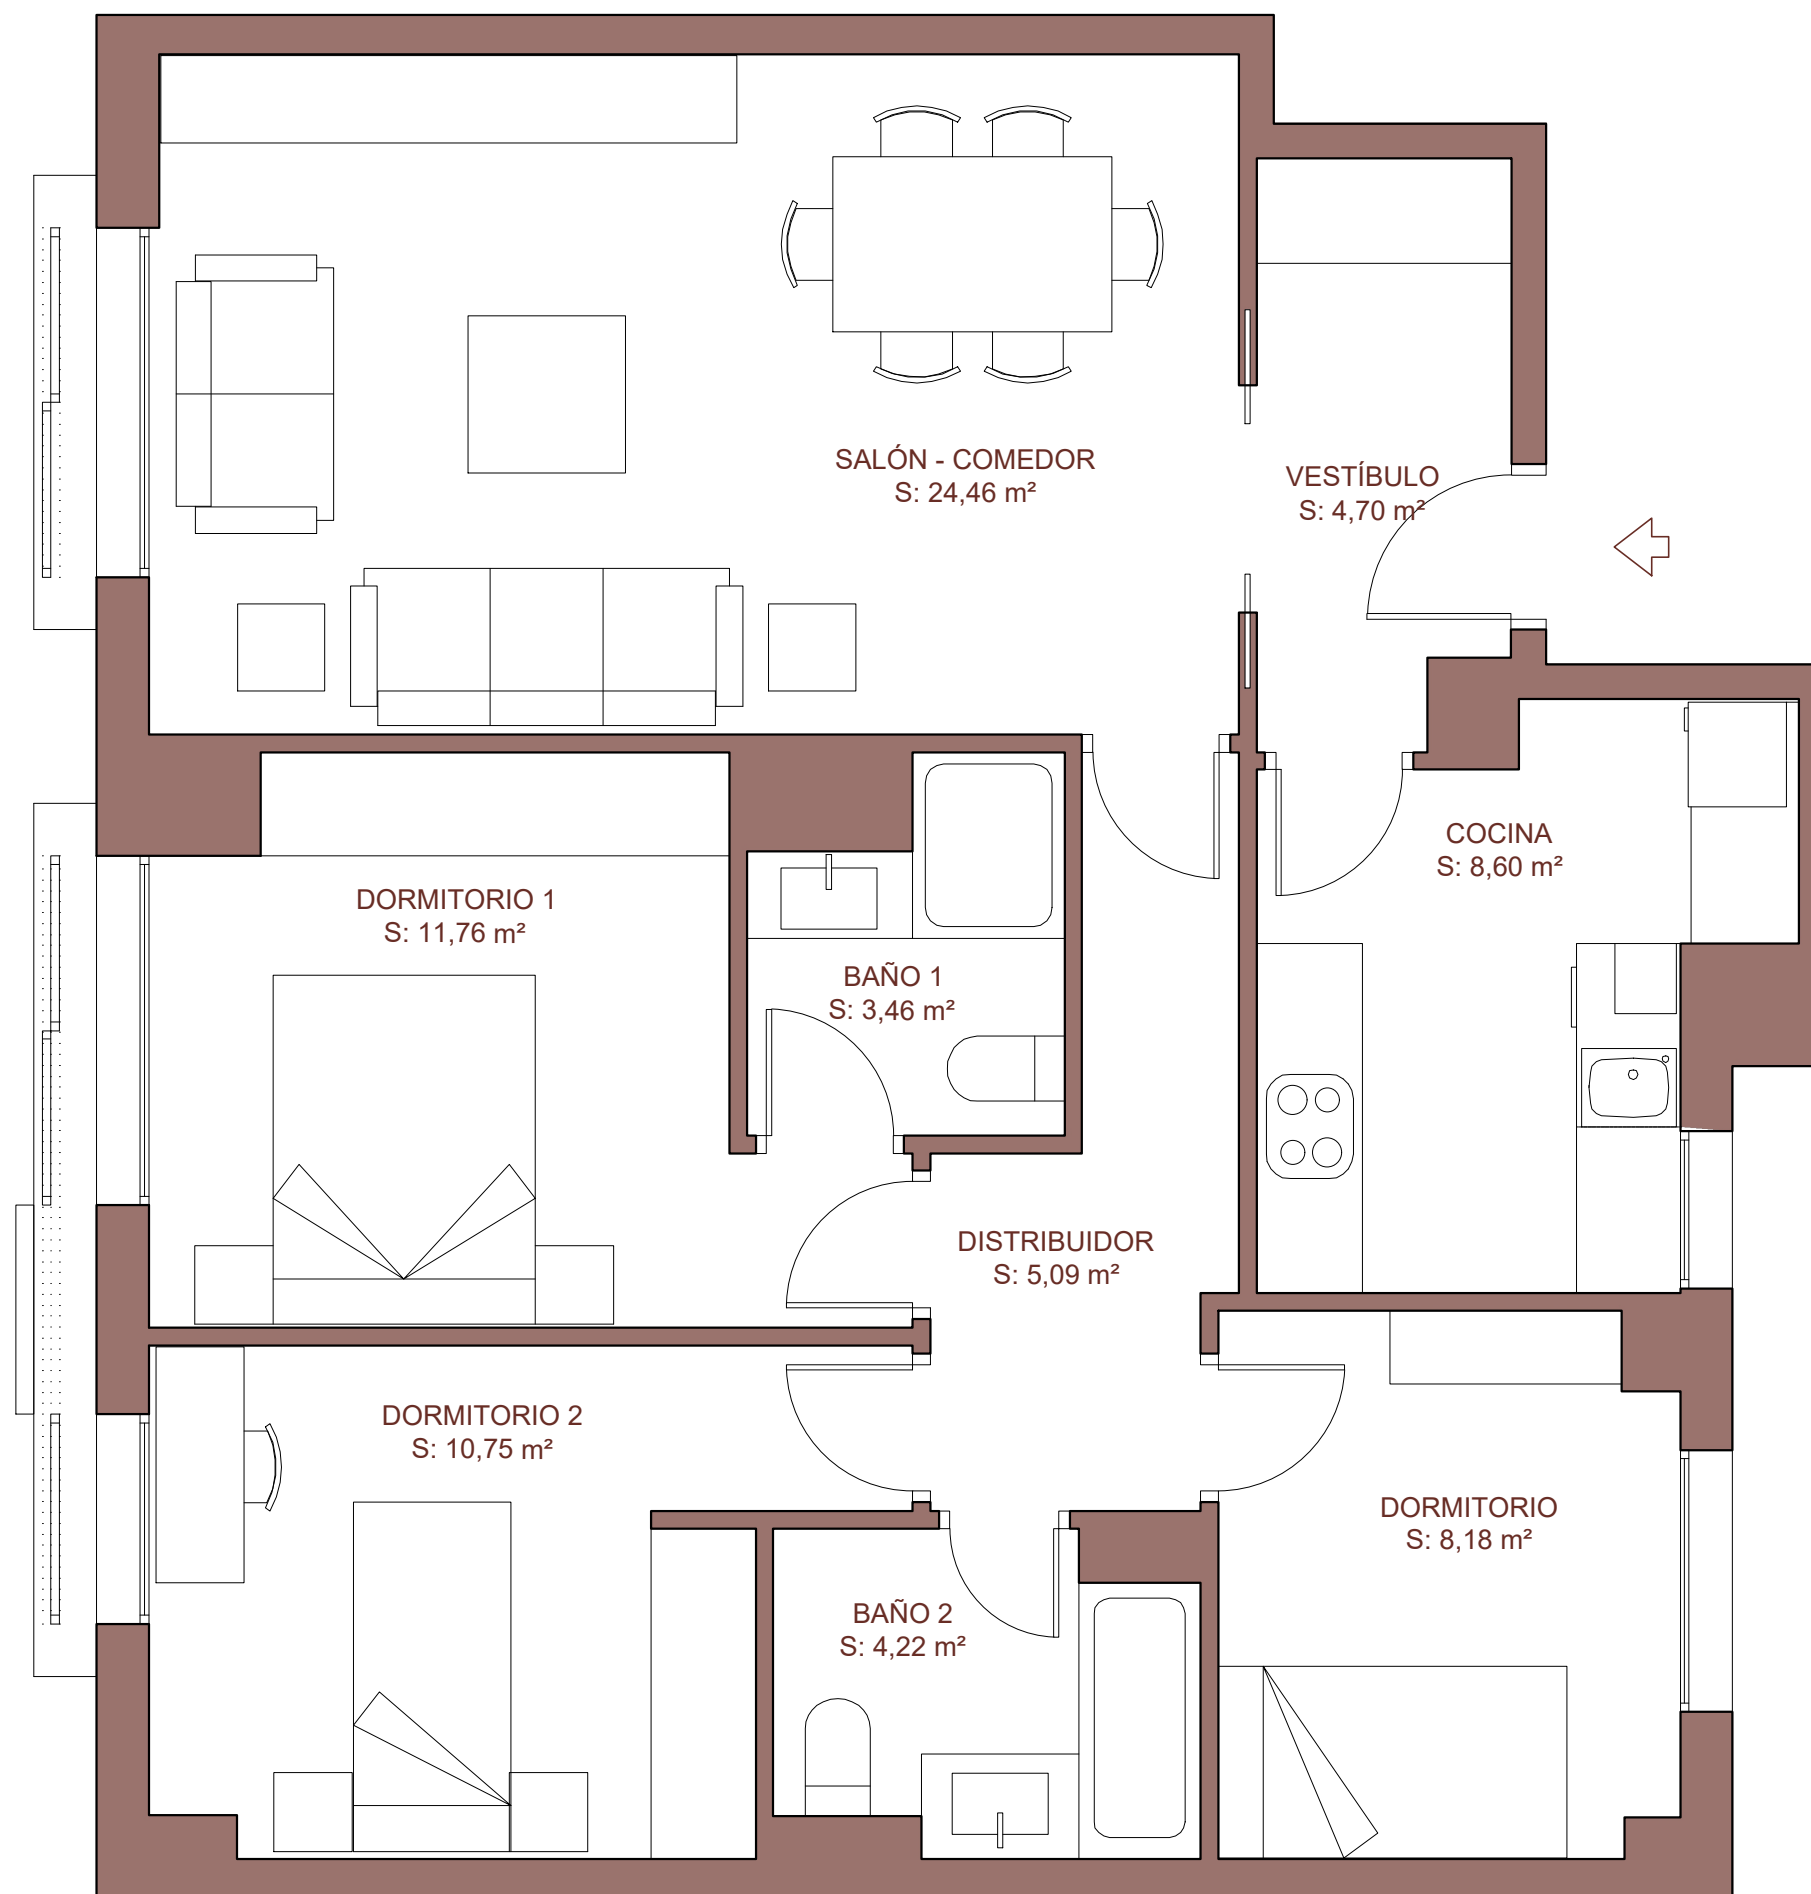 SALÓN - COMEDOR
S: 24,46 m²
VESTÍBULO
S: 4,70 m²
COCINA
S: 8,60 m²
DORMITORIO 1
S: 11,76 m²
BAÑO 1
S: 3,46 m²
DISTRIBUIDOR
S: 5,09 m²
DORMITORIO 2
S: 10,75 m²
DORMITORIO
S: 8,18 m²
BAÑO 2
S: 4,22 m²